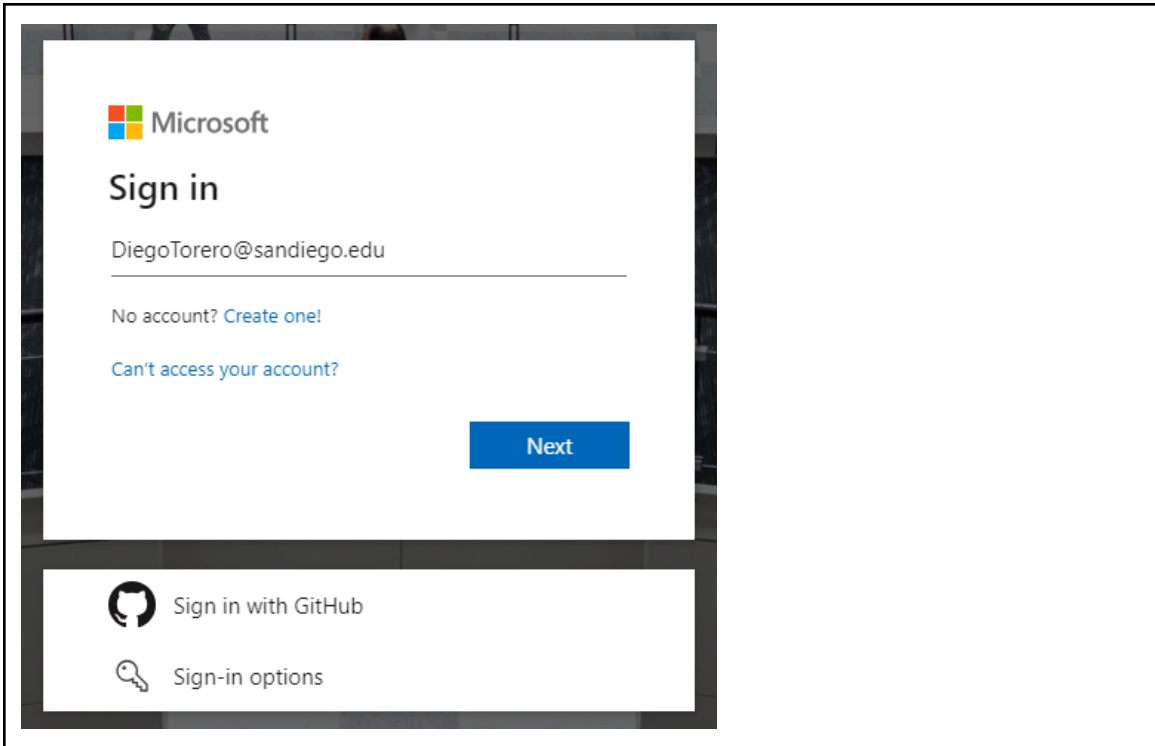 Microsoft
Sign in
DiegoTorero@sandiego.edu
No account? Create one!
Can't access your account?
Next
Sign in with GitHub
Sign-in options